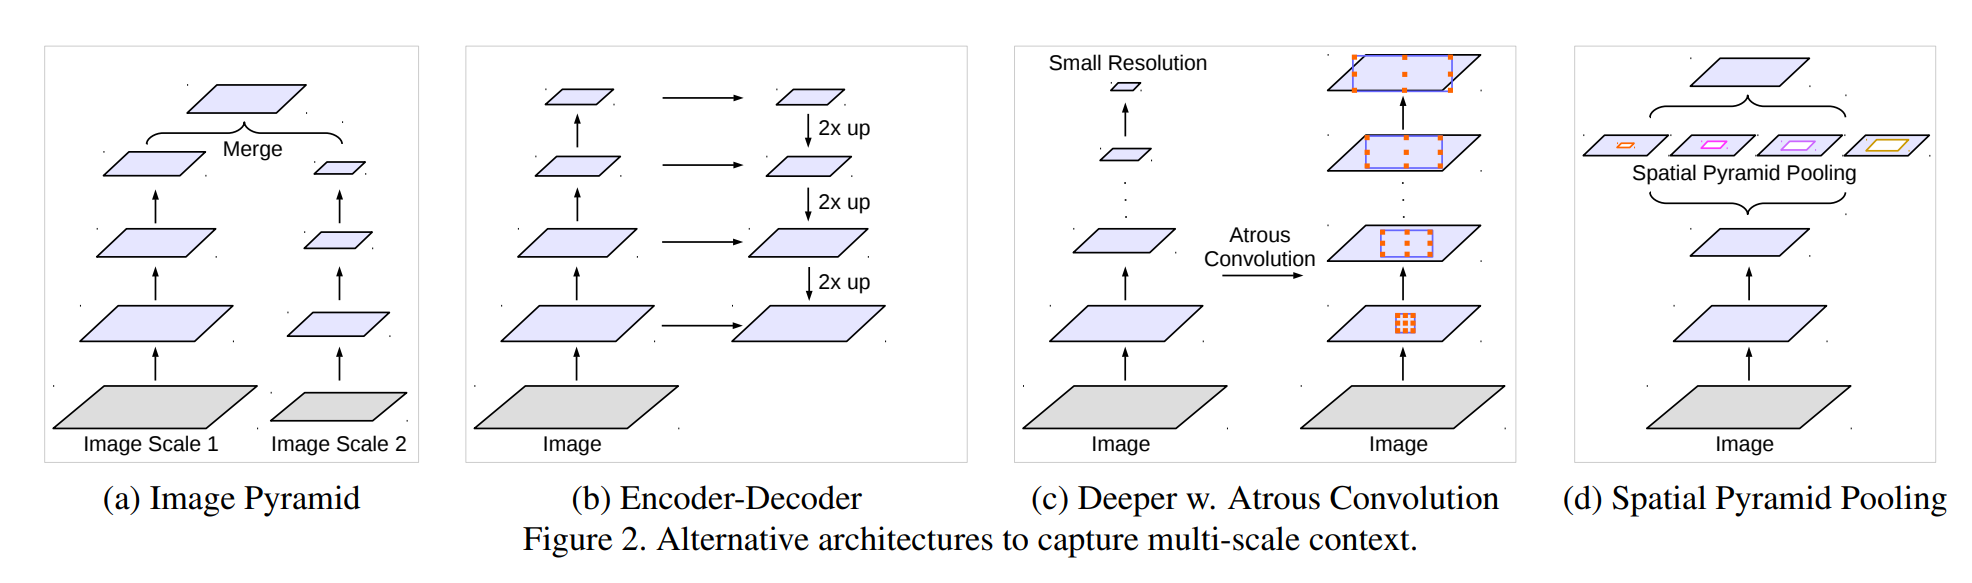 Merge
Image Scale 1
Image Scale 2
(a) Image Pyramid
2x up
2x up
2x up
Image
(b) Encoder-Decoder
Small Resolution
Atrous
Convolution
Image
Image
(c) Deeper w. Atrous Convolution
Spatial Pyramid Pooling
Image
(d) Spatial Pyramid Pooling
Figure 2. Alternative architectures to capture multi-scale context.